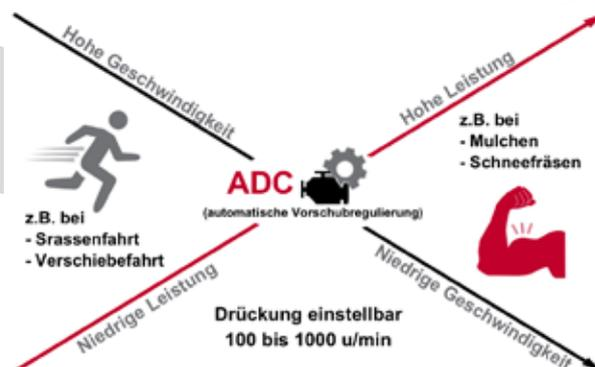 Hohe Geschwindigkeit
Hohe Leistung
z.B. bei
- Mulchen
- Schneefräsen
ADC
(automatische Vorschubregulierung)
z.B. bei
- Srassenfahrt
- Verschiebefahrt
Niedrige Leistung
Niedrige Geschwindigkeit
Drückung einstellbar
100 bis 1000 u/min